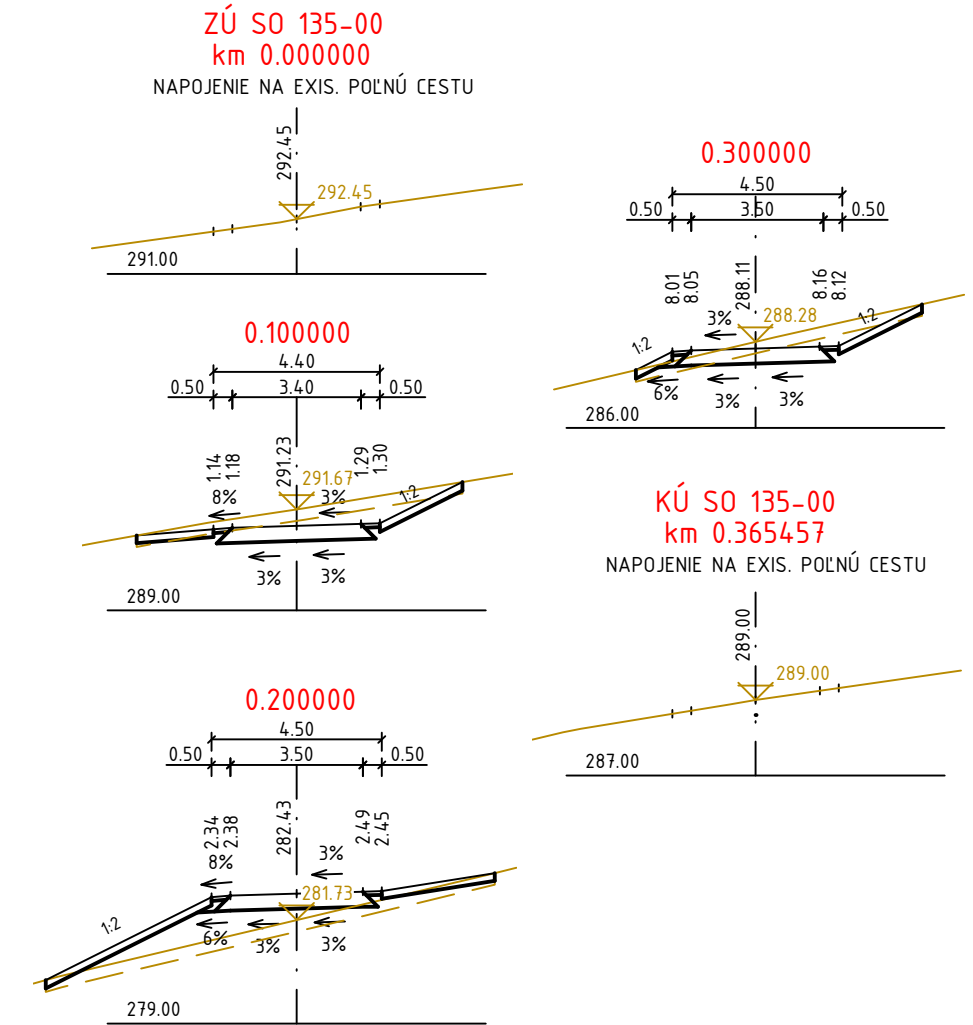 ZÚ SO 135-00
km 0.000000
NAPOJENIE NA EXIS. POĽNÚ CESTU
292.45
292.45
291.00
0.100000
4.40
0.50 3.40 0.50
1.14 1.18 291.23 1.29 1.30
291.67
8% 3% 1:2
3% 3%
289.00
0.200000
4.50
0.50 3.50 0.50
2.34 2.38 282.43 2.49 2.45
8% 3%
281.73
1:2
6% 3% 3%
279.00
0.300000
4.50
0.50 3.50 0.50
8.01 8.05 288.11 8.16 8.12
3% 288.28 1:2
1:2
6% 3% 3%
286.00
KÚ SO 135-00
km 0.365457
NAPOJENIE NA EXIS. POĽNÚ CESTU
289.00
289.00
287.00